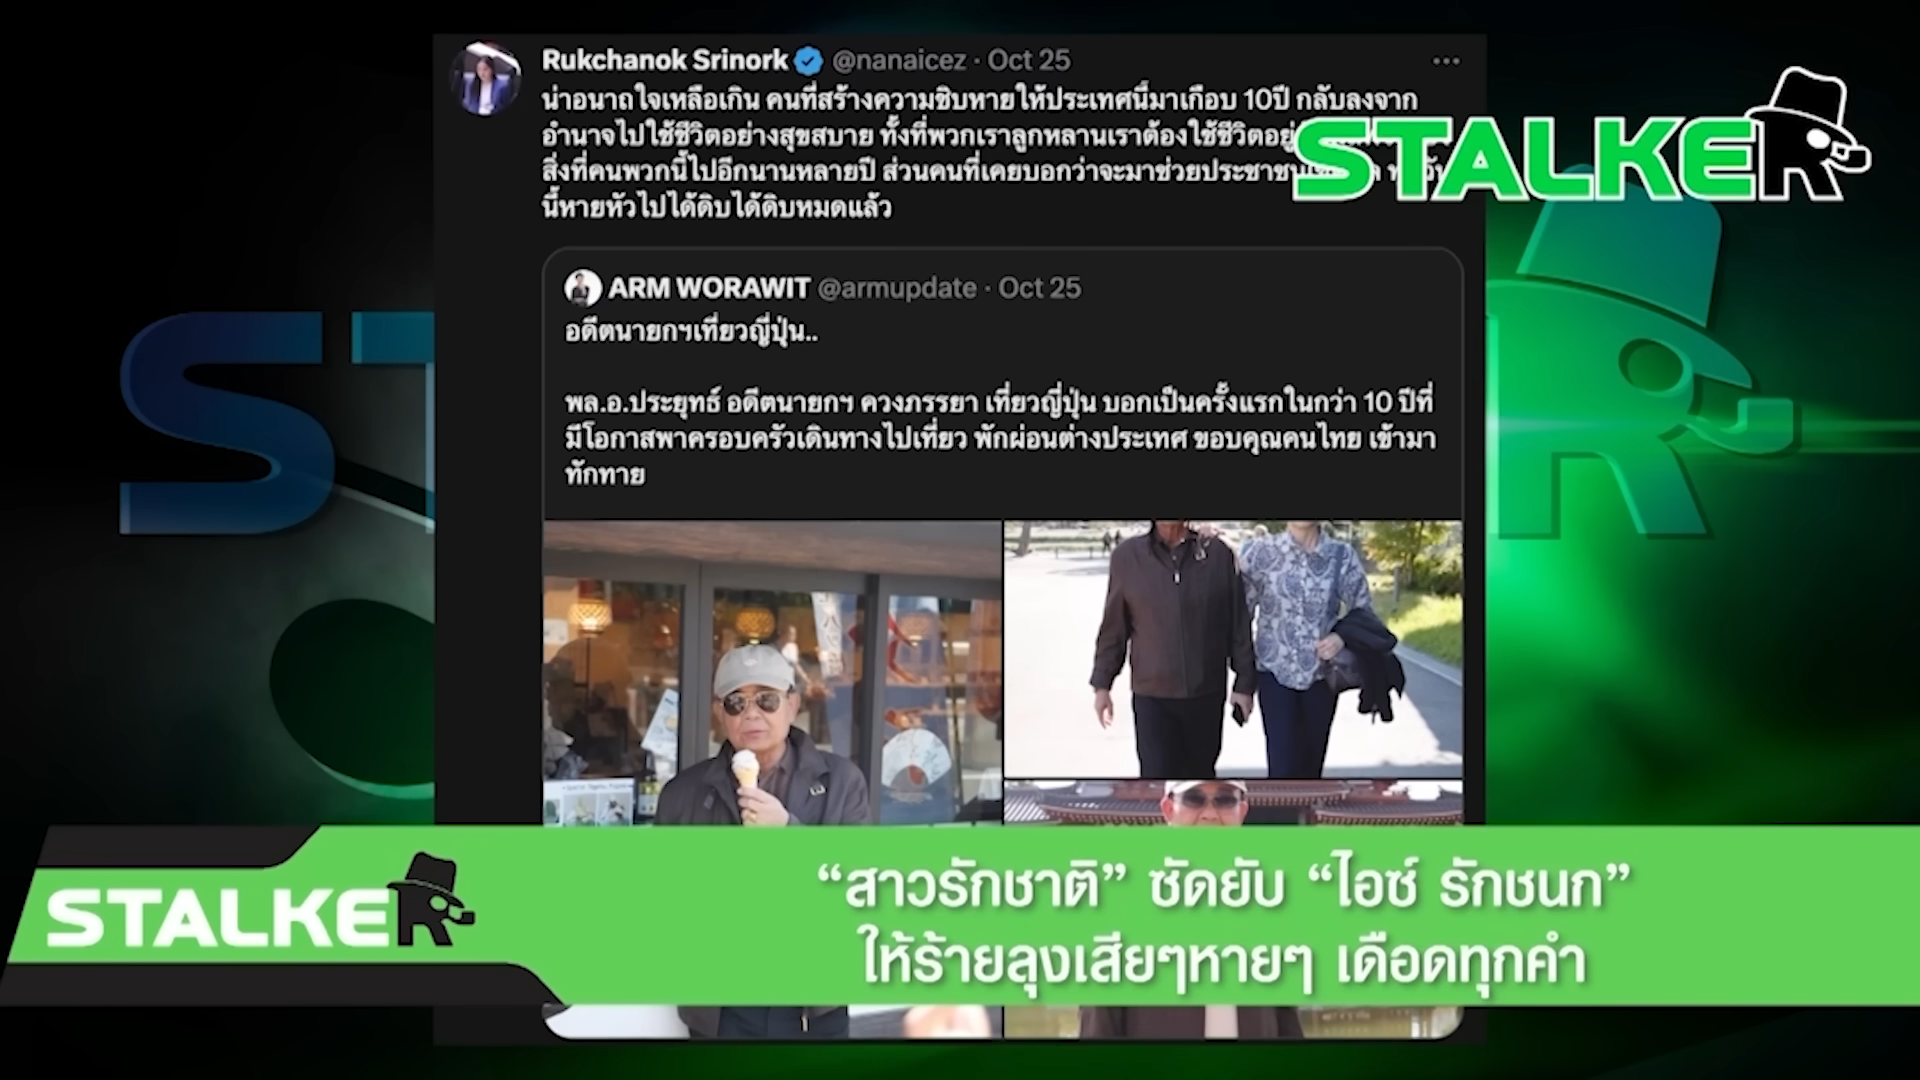 Rukchanok Srinork @nanaicez · Oct 25
น่าอนาถใจเหลือเกิน คนที่สร้างความชิบหายให้ประเทศนี้มาเกือบ 10ปี กลับลงจาก
อำนาจไปใช้ชีวิตอย่างสุขสบาย ทั้งที่พวกเราลูกหลานเราต้องใช้ชีวิตอยู่
สิ่งที่คนพวกนี้ไปอีกนานหลายปี ส่วนคนที่เคยบอกว่าจะมาช่วยประชาชน
นี้หายหัวไปได้ดิบได้ดิบหมดแล้ว
STALKER
ARM WORAWIT @armupdate · Oct 25
อดีตนายกฯเที่ยวญี่ปุ่น..
พล.อ.ประยุทธ์ อดีตนายกฯ ควงภรรยา เที่ยวญี่ปุ่น บอกเป็นครั้งแรกในกว่า 10 ปีที่
มีโอกาสพาครอบครัวเดินทางไปเที่ยว พักผ่อนต่างประเทศ ขอบคุณคนไทย เข้ามา
ทักทาย
STALKER
“สาวรักชาติ” ซัดยับ “ไอซ์ รักชนก”
ให้ร้ายลุงเสียๆหายๆ เดือดทุกคำ